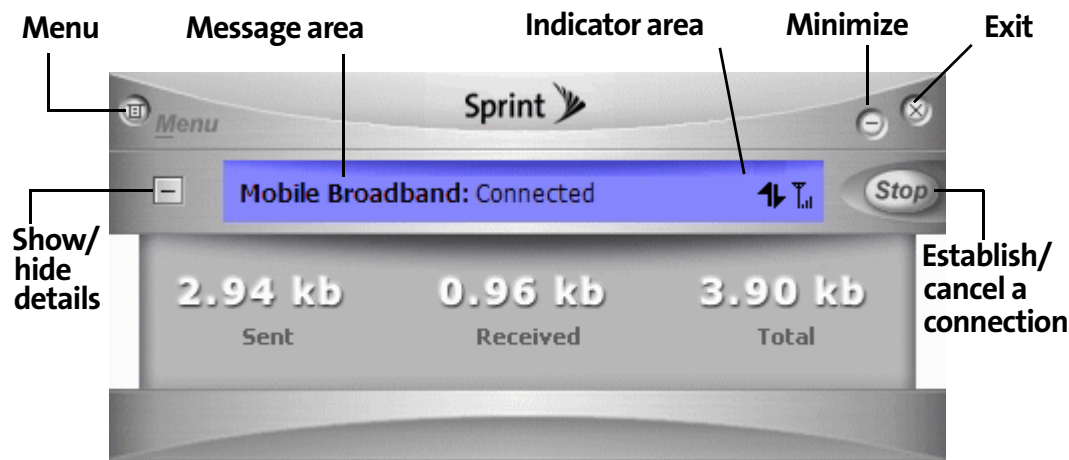 Menu Message area Indicator area Minimize Exit
Sprint
Menu
Mobile Broadband: Connected
Stop
Show/
hide
details
Establish/
cancel a
connection
2.94 kb 0.96 kb 3.90 kb
Sent Received Total